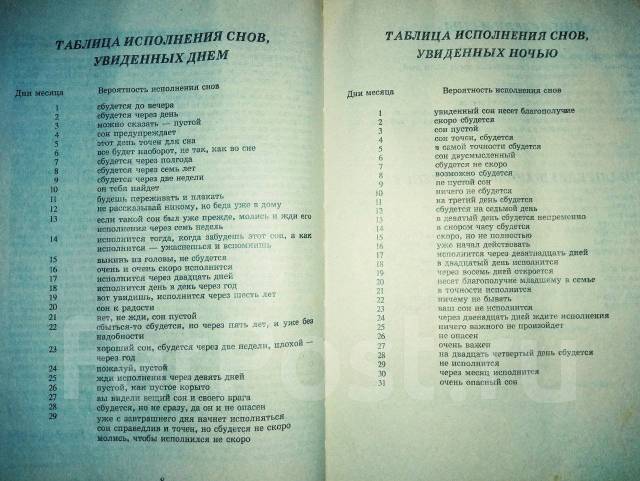 ТАБЛИЦА ИСПОЛНЕНИЯ СНОВ,
УВИДЕННЫХ ДНЕМ
Дни месяца Вероятность исполнения снов
1 сбудется до вечера
2 сбудется через день
3 можно сказать — пустой
4 сон предупреждает
5 этот день точен для сна
6 все будет наоборот, не так, как во сне
7 сбудется через полгода
8 сбудется через семь лет
9 сбудется через две недели
10 он тебя найдет
11 будешь переживать и плакать
12 не рассказывай никому, но беда уже в дому
13 если такой сон был уже прежде, молись и жди его
исполнения через семь недель
14 исполнится тогда, когда забудешь этот сон, а как
исполнится — ужаснешься и вспомнишь
15 выкинь из головы, не сбудется
16 очень и очень скоро исполнится
17 исполнится через двадцать дней
18 исполнится день в день через год
19 вот увидишь, исполнится через шесть лет
20 сон к радости
21 нет, не жди, сон пустой
22 сбыться-то сбудется, но через пять лет, и уже без
надобности
23 хороший сон, сбудется через две недели, плохой —
через год
24 пожалуй, пустой
25 жди исполнения через девять дней
26 пустой, как пустое корыто
27 вы видели вещий сон и своего врага
28 сбудется, но не сразу, да он и не опасен
29 уже с завтрашнего дня начнет исполняться
сон справедлив и точен, но сбудется не скоро
молись, чтобы исполнился не скоро
ТАБЛИЦА ИСПОЛНЕНИЯ СНОВ,
УВИДЕННЫХ НОЧЬЮ
Дни месяца Вероятность исполнения снов
1 увиденный сон несет благополучие
2 скоро сбудется
3 сон пустой
4 сон точен, сбудется
5 в самой точности сбудется
6 сон двусмысленный
7 сбудется не скоро
8 возможно сбудется
9 не пустой сон
10 ничего не сбудется
11 на третий день сбудется
12 сбудется на седьмой день
13 в девятый день сбудется непременно
14 в скором часу сбудется
15 скоро, но не полностью
16 уже начал действовать
17 исполнится через девятнадцать дней
18 в двадцатый день исполнится
19 через восемь дней откроется
20 несет благополучие младшему в семье
21 в точности исполнится
22 ничему не бывать
23 ваш сон не исполнится
24 через двенадцать дней ждите исполнения
25 ничего важного не произойдет
26 не опасен
27 очень важен
28 на двадцать четвертый день сбудется
29 не исполнится
30 через месяц исполнится
31 очень опасный сон